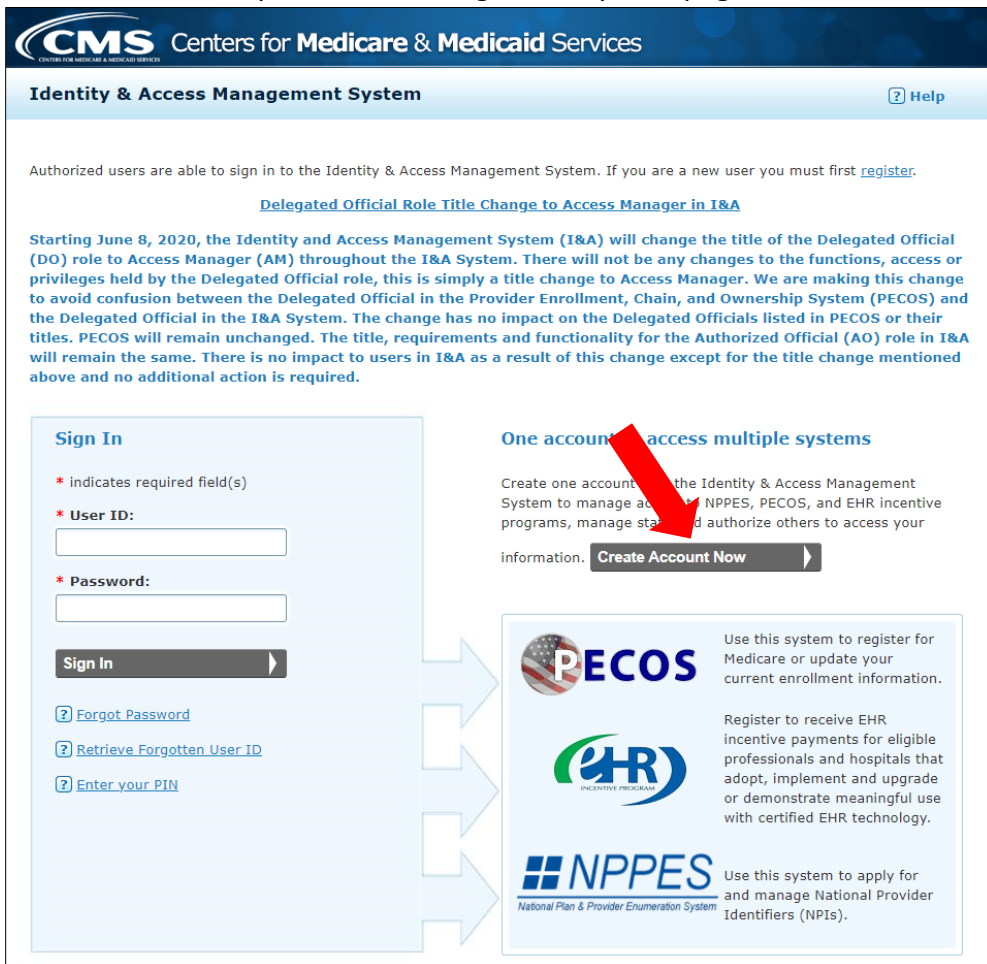 CMS Centers for Medicare & Medicaid Services
CENTERS FOR MEDICARE & MEDICAID SERVICES
Identity & Access Management System
? Help
Authorized users are able to sign in to the Identity & Access Management System. If you are a new user you must first register.
Delegated Official Role Title Change to Access Manager in I&A
Starting June 8, 2020, the Identity and Access Management System (I&A) will change the title of the Delegated Official
(DO) role to Access Manager (AM) throughout the I&A System. There will not be any changes to the functions, access or
privileges held by the Delegated Official role, this is simply a title change to Access Manager. We are making this change
to avoid confusion between the Delegated Official in the Provider Enrollment, Chain, and Ownership System (PECOS) and
the Delegated Official in the I&A System. The change has no impact on the Delegated Officials listed in PECOS or their
titles. PECOS will remain unchanged. The title, requirements and functionality for the Authorized Official (AO) role in I&A
will remain the same. There is no impact to users in I&A as a result of this change except for the title change mentioned
above and no additional action is required.
Sign In
* indicates required field(s)
* User ID:
* Password:
Sign In
? Forgot Password
? Retrieve Forgotten User ID
? Enter your PIN
One account access multiple systems
Create one account the Identity & Access Management
System to manage NPPES, PECOS, and EHR incentive
programs, manage authorize others to access your
information. Create Account Now
PECOS
Use this system to register for
Medicare or update your
current enrollment information.
EHR
INCENTIVE PROGRAM
Register to receive EHR
incentive payments for eligible
professionals and hospitals that
adopt, implement and upgrade
or demonstrate meaningful use
with certified EHR technology.
NPPES
National Plan & Provider Enumeration System
Use this system to apply for
and manage National Provider
Identifiers (NPIs).